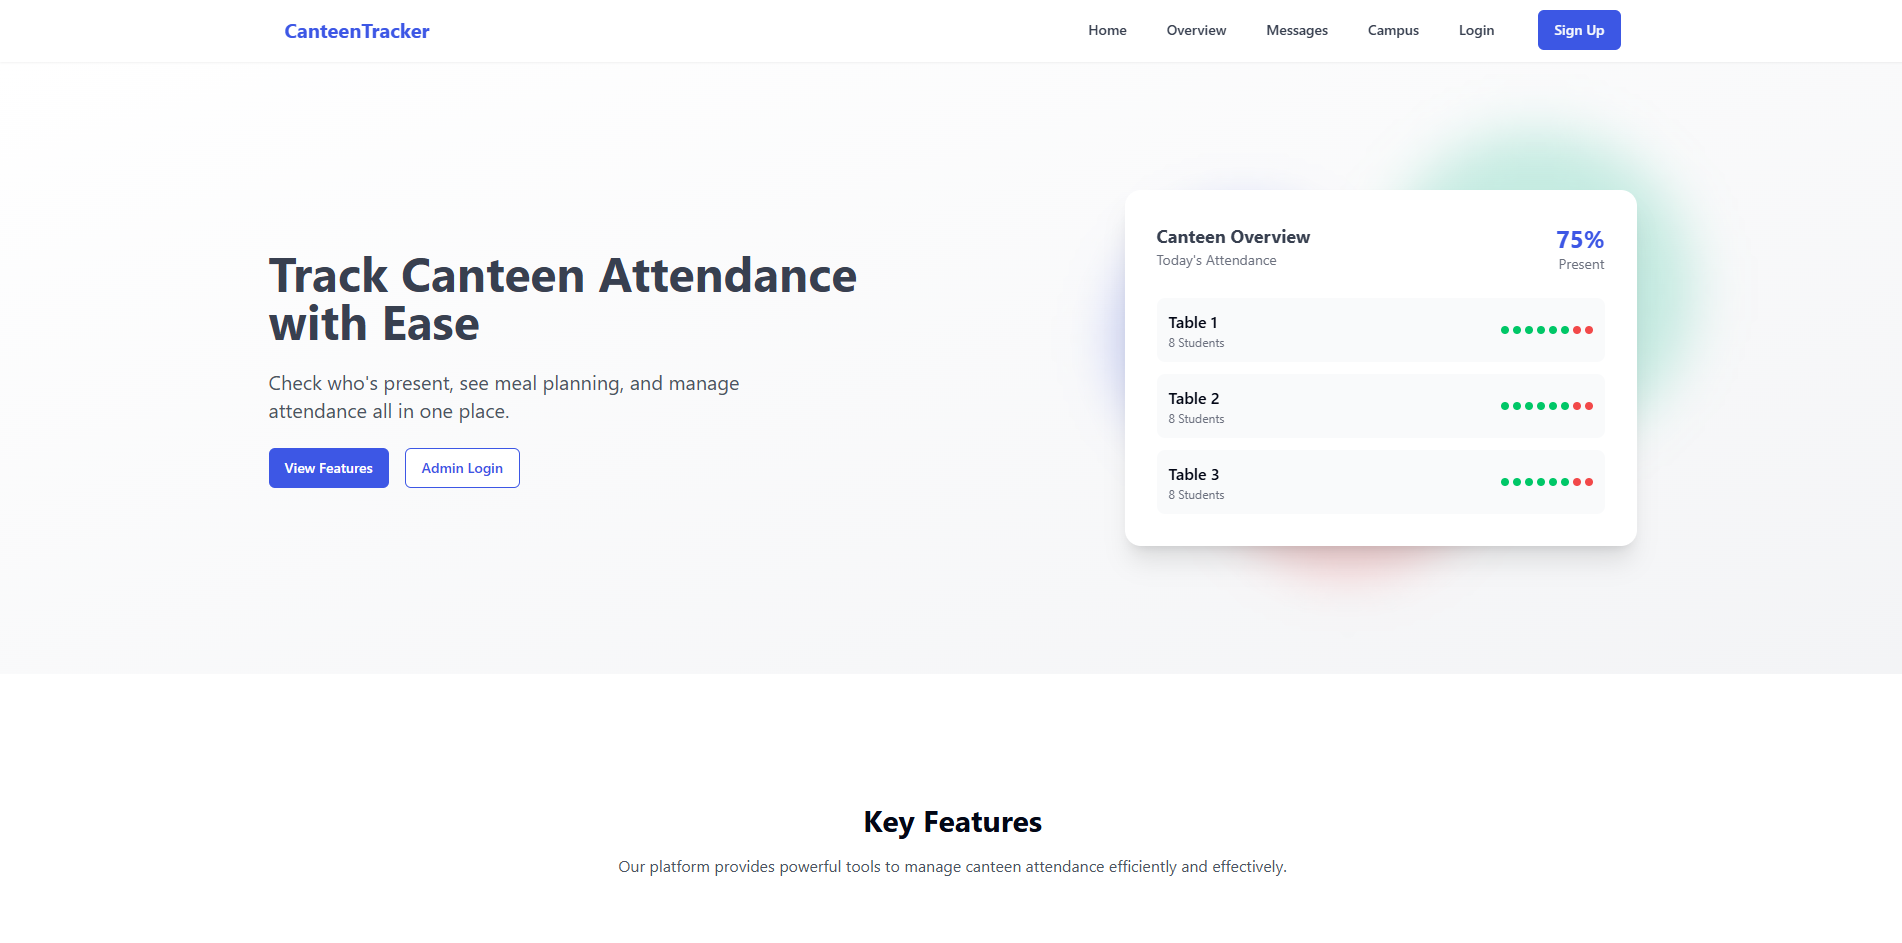 CanteenTracker
Home
Overview
Messages
Campus
Login
Sign Up
Track Canteen Attendance
with Ease
Check who's present, see meal planning, and manage
attendance all in one place.
View Features
Admin Login
Canteen Overview
Today's Attendance
75%
Present
Table 1
8 Students
Table 2
8 Students
Table 3
8 Students
Key Features
Our platform provides powerful tools to manage canteen attendance efficiently and effectively.